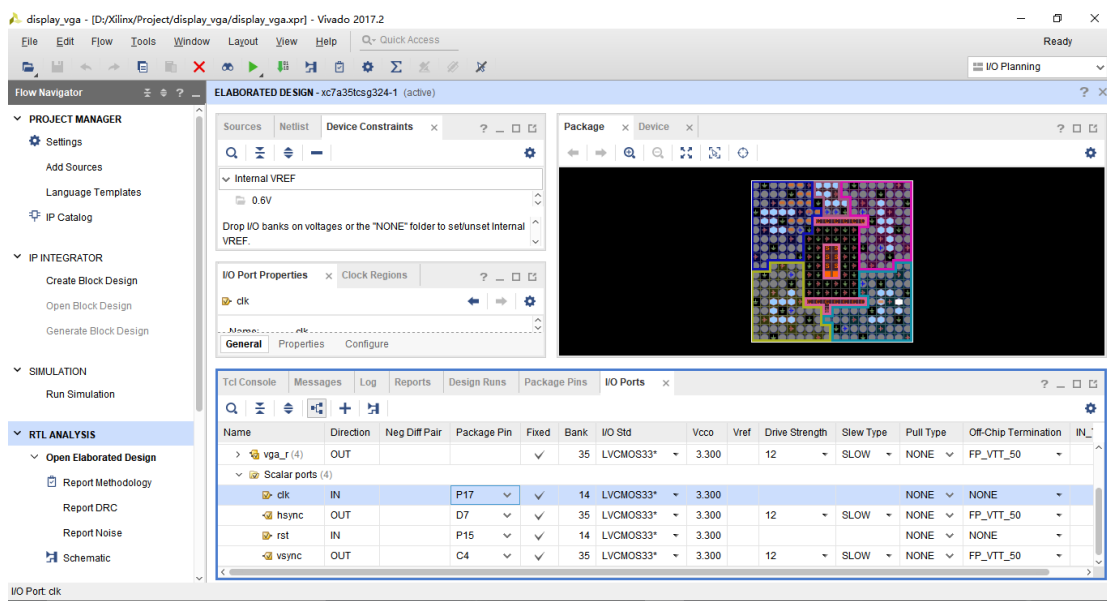 display_vga - [D:/Xilinx/Project/display_vga/display_vga.xpr] - Vivado 2017.2
File Edit Flow Tools Window Layout View Help Quick Access Ready
I/O Planning
Flow Navigator ? ELABORATED DESIGN - xc7a35tcsg324-1 (active) ?
PROJECT MANAGER
Settings
Add Sources
Language Templates
IP Catalog
IP INTEGRATOR
Create Block Design
Open Block Design
Generate Block Design
SIMULATION
Run Simulation
RTL ANALYSIS
Open Elaborated Design
Report Methodology
Report DRC
Report Noise
Schematic
Sources Netlist Device Constraints ?
Internal VREF
0.6V
Drop I/O banks on voltages or the "NONE" folder to set/unset Internal
VREF.
I/O Port Properties Clock Regions ?
clk
Name: clk
General Properties Configure
Package Device ?
Tcl Console Messages Log Reports Design Runs Package Pins I/O Ports ?
Name Direction Neg Diff Pair Package Pin Fixed Bank I/O Std Vcco Vref Drive Strength Slew Type Pull Type Off-Chip Termination
vga_r (4) OUT 35 LVCMOS33* 3.300 12 SLOW NONE FP_VTT_50
Scalar ports (4)
clk IN P17 14 LVCMOS33* 3.300 NONE NONE
hsync OUT D7 35 LVCMOS33* 3.300 12 SLOW NONE FP_VTT_50
rst IN P15 14 LVCMOS33* 3.300 NONE NONE
vsync OUT C4 35 LVCMOS33* 3.300 12 SLOW NONE FP_VTT_50
I/O Port: clk